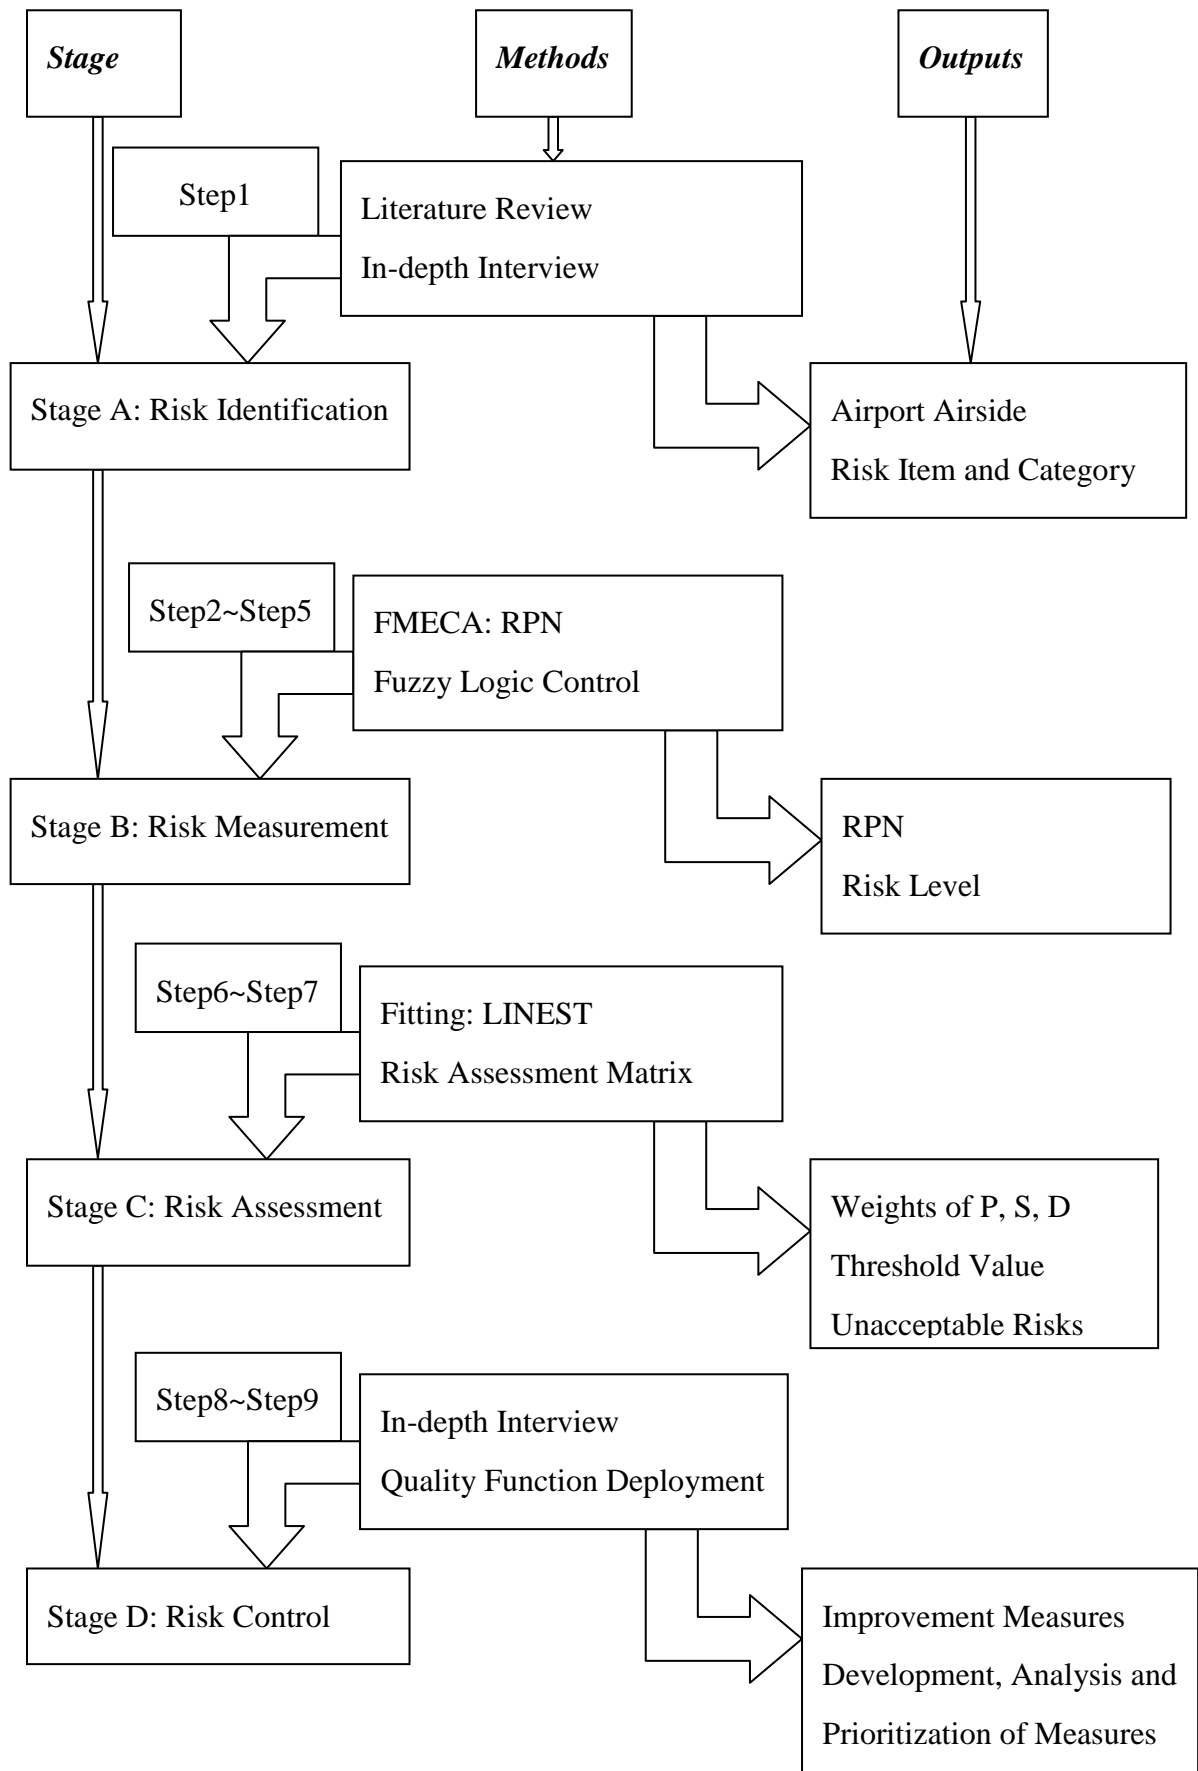 Stage
Methods
Outputs
Step1
Literature Review
In-depth Interview
Stage A: Risk Identification
Airport Airside
Risk Item and Category
Step2~Step5
FMECA: RPN
Fuzzy Logic Control
Stage B: Risk Measurement
RPN
Risk Level
Step6~Step7
Fitting: LINEST
Risk Assessment Matrix
Stage C: Risk Assessment
Weights of P, S, D
Threshold Value
Unacceptable Risks
Step8~Step9
In-depth Interview
Quality Function Deployment
Stage D: Risk Control
Improvement Measures
Development, Analysis and
Prioritization of Measures